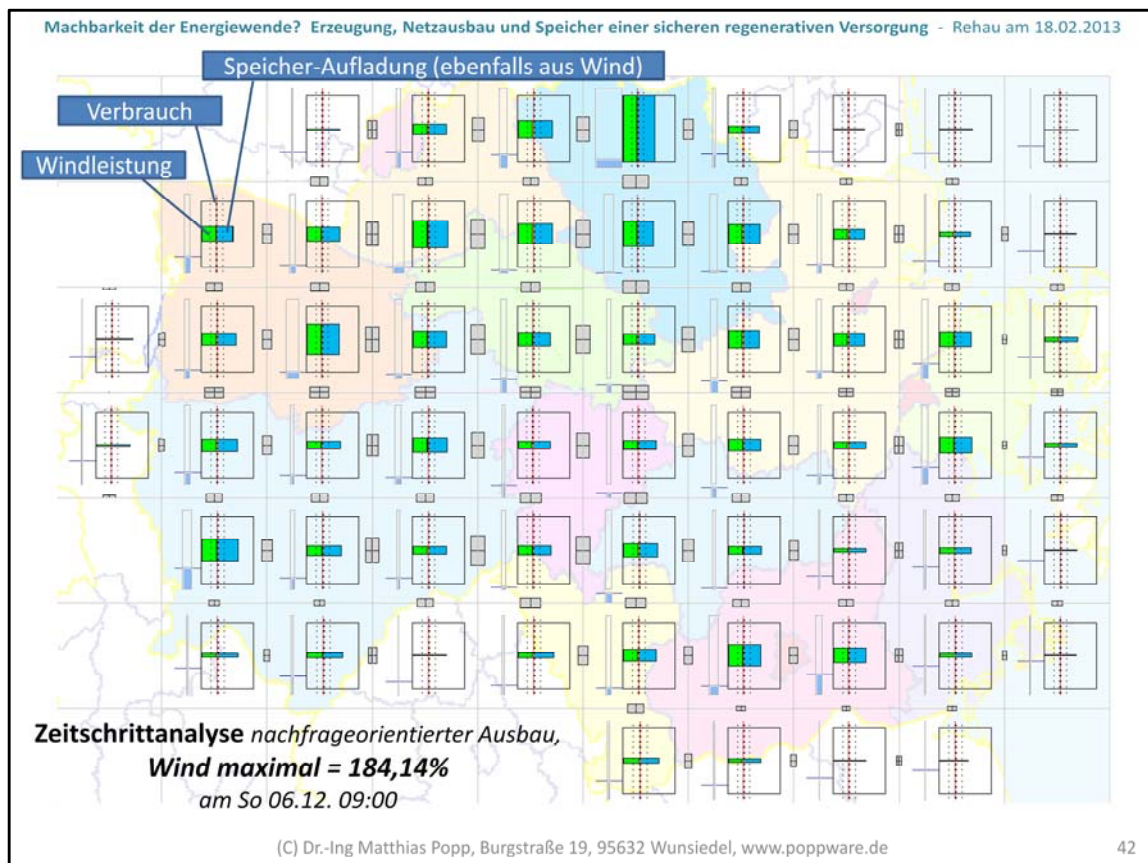 Machbarkeit der Energiewende? Erzeugung, Netzausbau und Speicher einer sicheren regenerativen Versorgung - Rehau am 18.02.2013
Speicher-Aufladung (ebenfalls aus Wind)
Verbrauch
Windleistung
Zeitschrittanalyse nachfrageorientierter Ausbau,
Wind maximal = 184,14%
am So 06.12. 09:00
(C) Dr.-Ing Matthias Popp, Burgstraße 19, 95632 Wunsiedel, www.poppware.de
42